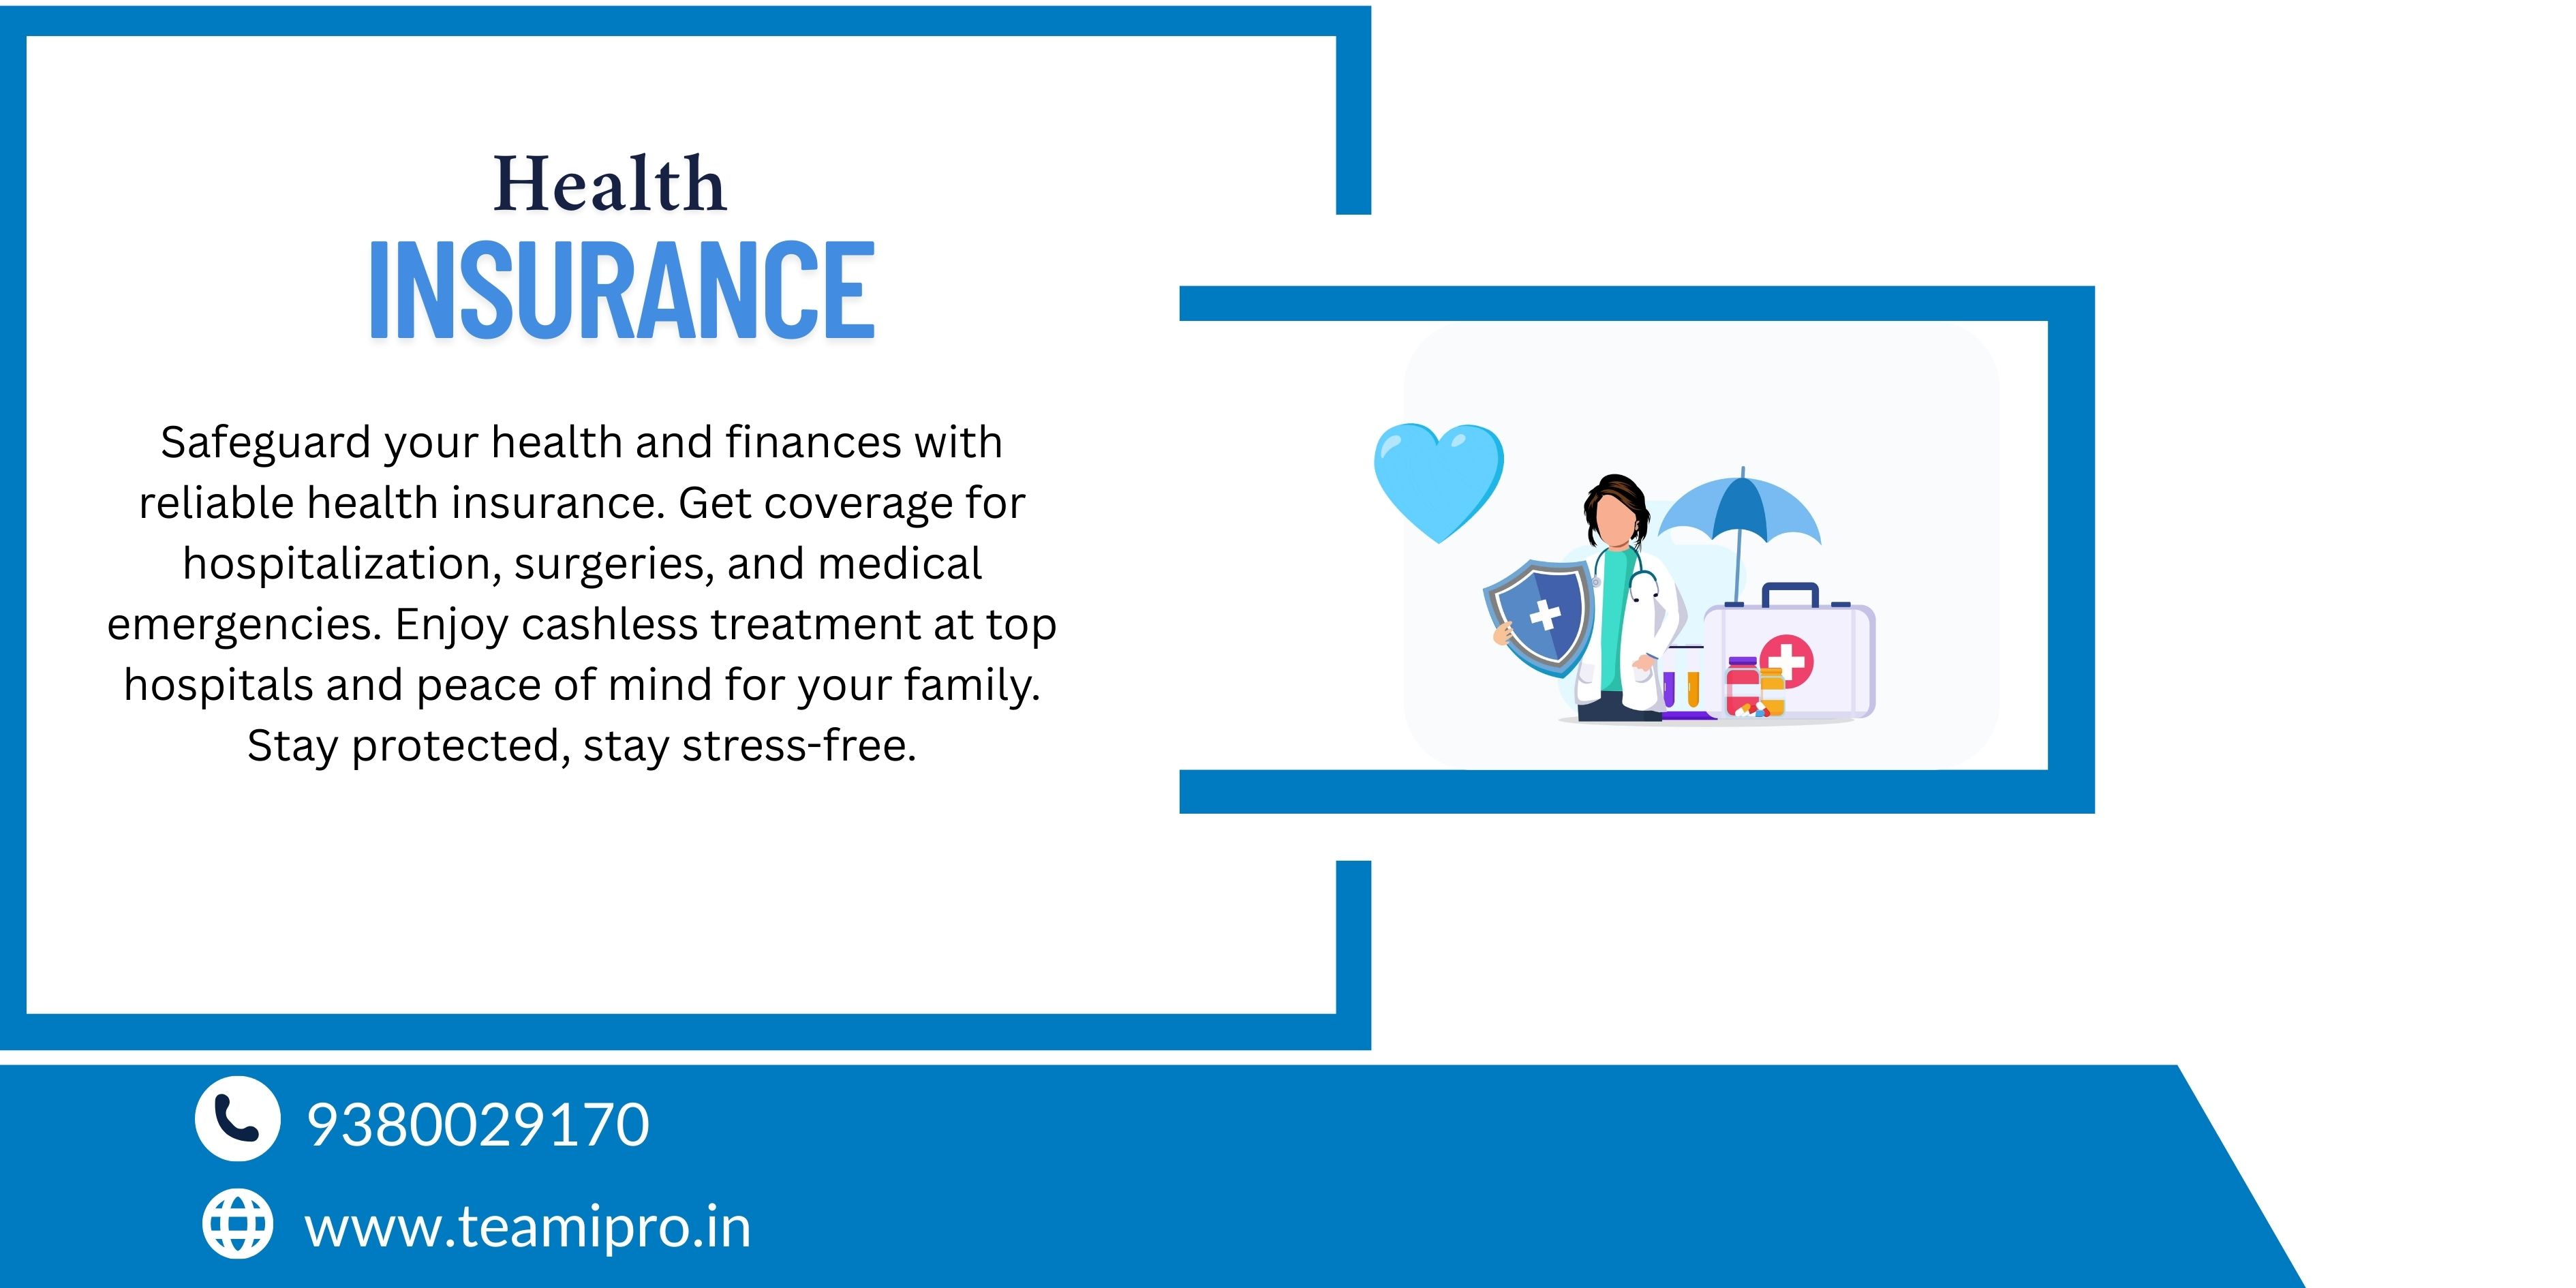 Health
INSURANCE
Safeguard your health and finances with
reliable health insurance. Get coverage for
hospitalization, surgeries, and medical
emergencies. Enjoy cashless treatment at top
hospitals and peace of mind for your family.
Stay protected, stay stress-free.
9380029170
www.teamipro.in